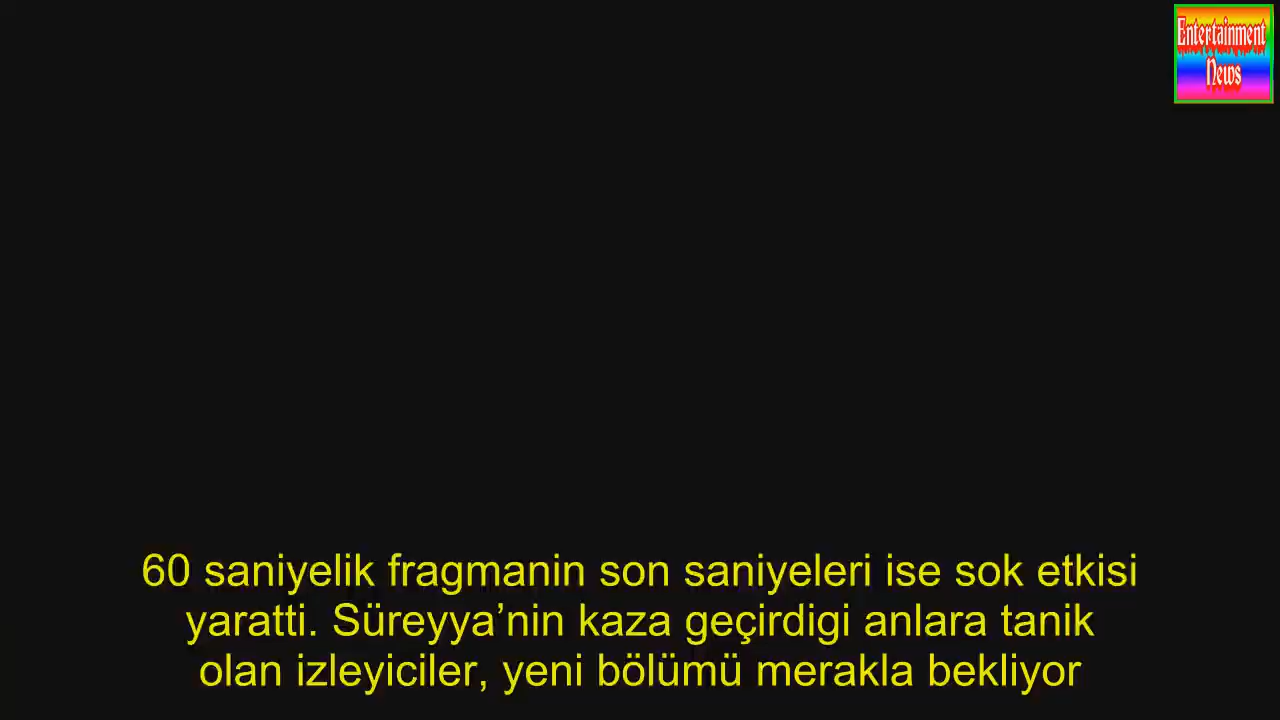 Entertainment
News
60 saniyelik fragmanin son saniyeleri ise sok etkisi
yaratti. Süreyya’nin kaza geçirdigi anlara tanik
olan izleyiciler, yeni bölümü merakla bekliyor